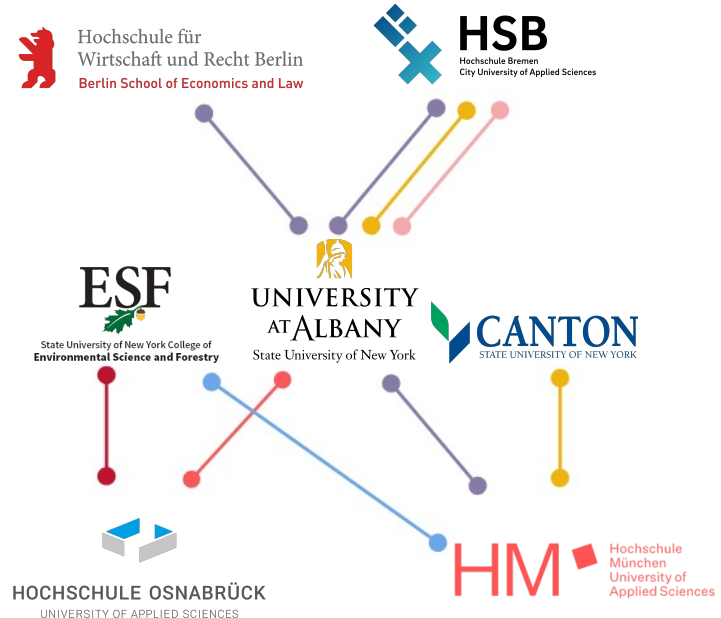 Hochschule für
Wirtschaft und Recht Berlin
Berlin School of Economics and Law
HSB
Hochschule Bremen
City University of Applied Sciences
ESF
State University of New York College of
Environmental Science and Forestry
UNIVERSITY
AT ALBANY
State University of New York
CANTON
STATE UNIVERSITY OF NEW YORK
HOCHSCHULE OSNABRÜCK
UNIVERSITY OF APPLIED SCIENCES
HM
Hochschule
München
University of
Applied Sciences